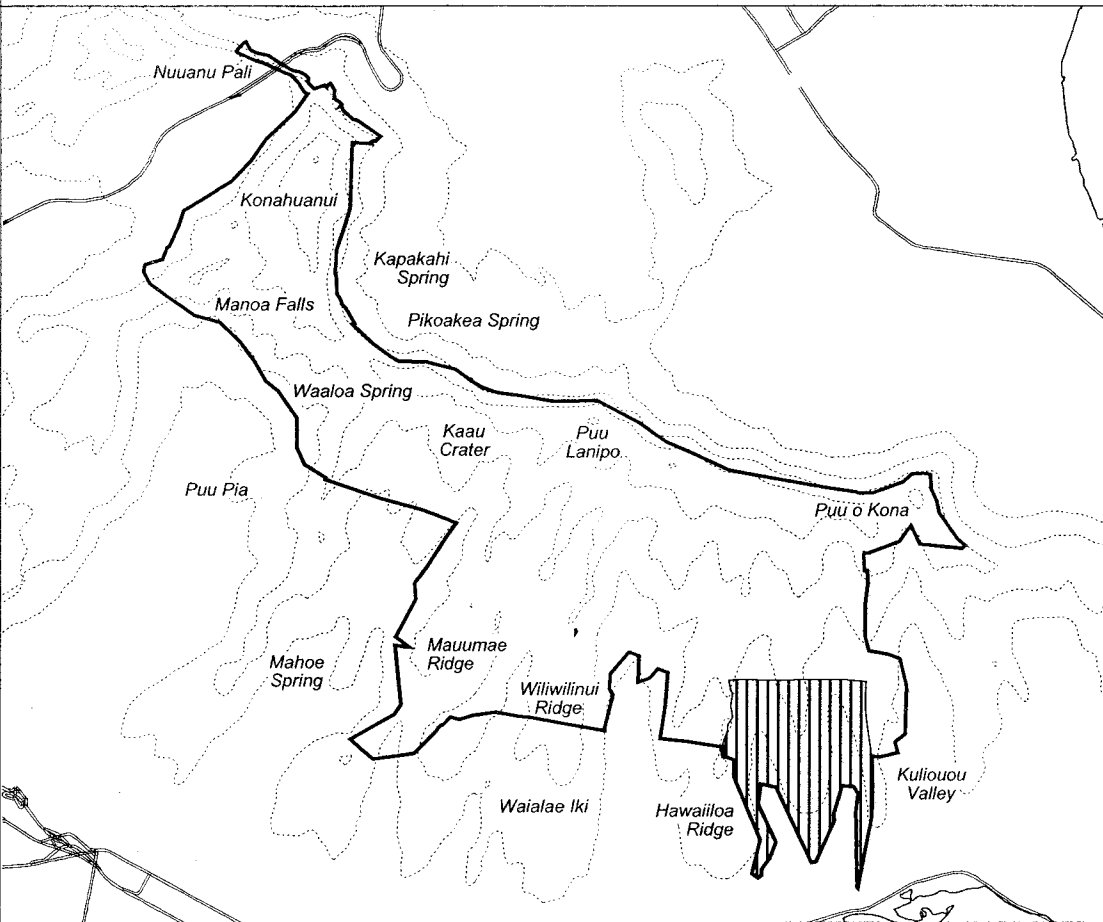 Nuuanu Pali
Konahuanui
Kapakahi
Spring
Manoa Falls
Pikoakea Spring
Waaloa Spring
Kaau
Crater
Puu
Lanipo
Puu Pia
Puu o Kona
Mauumae
Ridge
Mahoe
Spring
Wiliwilinui
Ridge
Kuliouou
Valley
Waialae Iki
Hawaiiloa
Ridge